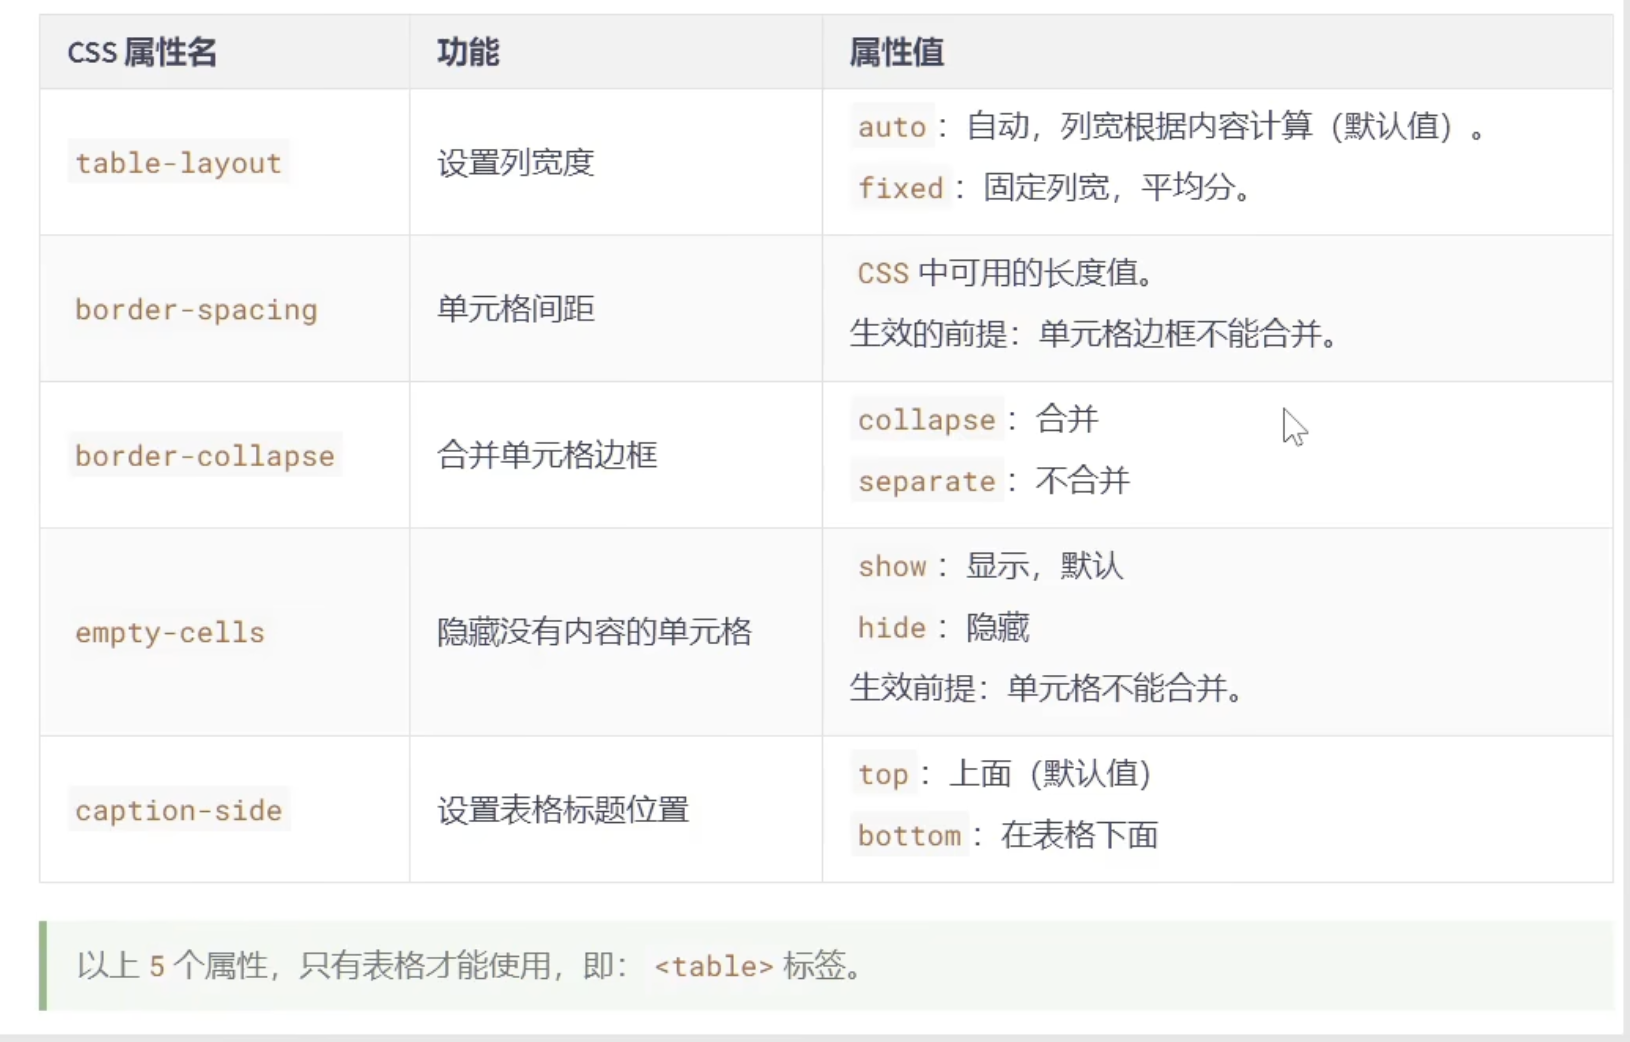 CSS 属性名 功能 属性值
table-layout 设置列宽度
auto：自动，列宽根据内容计算（默认值）。
fixed：固定列宽，平均分。
border-spacing 单元格间距
CSS 中可用的长度值。
生效的前提：单元格边框不能合并。
border-collapse 合并单元格边框
collapse：合并
separate：不合并
empty-cells 隐藏没有内容的单元格
show：显示，默认
hide：隐藏
生效前提：单元格不能合并。
caption-side 设置表格标题位置
top：上面（默认值）
bottom：在表格下面
以上 5 个属性，只有表格才能使用，即：<table> 标签。